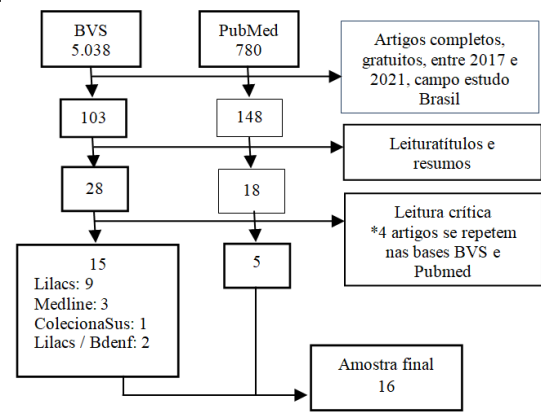 BVS
5.038
PubMed
780
Artigos completos,
gratuitos, entre 2017 e
2021, campo estudo
Brasil
103
148
Leituratítulos e
resumos
28
18
Leitura crítica
*4 artigos se repetem
nas bases BVS e
Pubmed
15
Lilacs: 9
Medline: 3
ColecionaSus: 1
Lilacs / Bdenf: 2
5
Amostra final
16